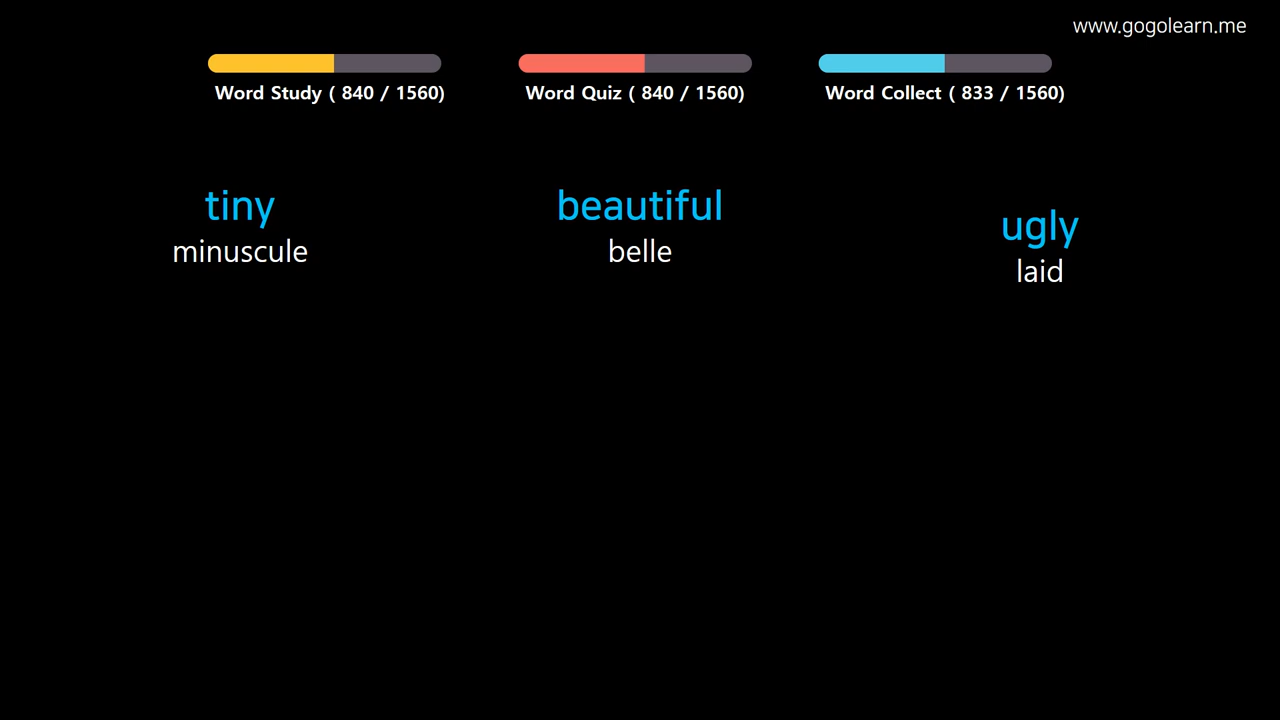 www.gogolearn.me
Word Study ( 840 / 1560)
Word Quiz ( 840 / 1560)
Word Collect ( 833 / 1560)
tiny
minuscule
beautiful
belle
ugly
laid